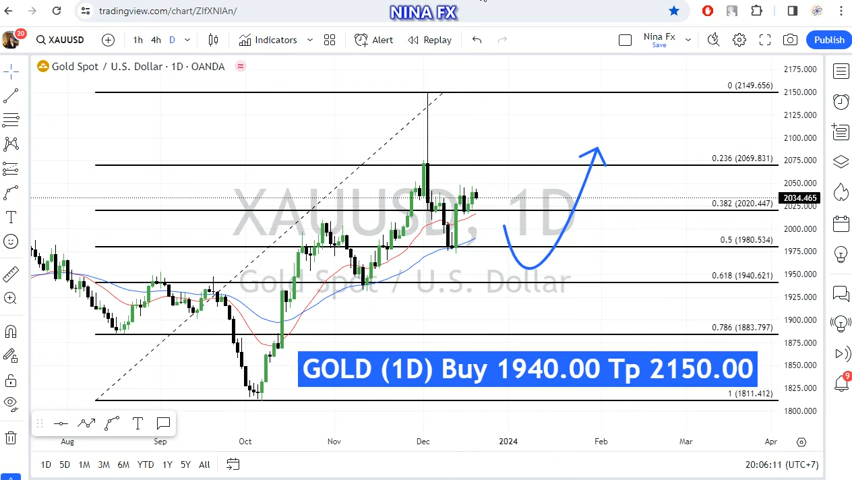 NINA FX
tradingview.com/chart/ZIfXNIAn/
20
XAUUSD
1h 4h D
Indicators
Alert
Replay
Nina Fx
Save
Publish
Gold Spot / U.S. Dollar · 1D · OANDA
XAUUSD, 1D
Gold Spot / U.S. Dollar
0 (2149.656)
0.236 (2069.831)
0.382 (2020.447)
0.5 (1980.534)
0.618 (1940.621)
0.786 (1883.797)
1 (1811.412)
2175.000
2150.000
2125.000
2100.000
2075.000
2050.000
2034.465
2025.000
2000.000
1975.000
1950.000
1925.000
1900.000
1875.000
1850.000
1825.000
1800.000
GOLD (1D) Buy 1940.00 Tp 2150.00
Aug Sep Oct Nov Dec 2024 Feb Mar Apr
1D 5D 1M 3M 6M YTD 1Y 5Y All
20:06:11 (UTC+7)
9